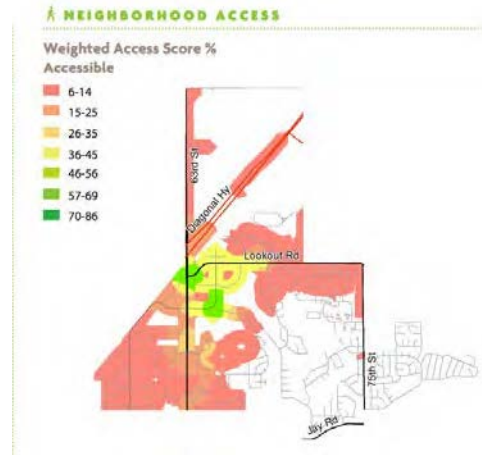 NEIGHBORHOOD ACCESS
Weighted Access Score %
Accessible
6-14
15-25
26-35
36-45
46-56
57-69
70-86
63rd St
Diagonal Hy
Lookout Rd
75th St
Jay Rd